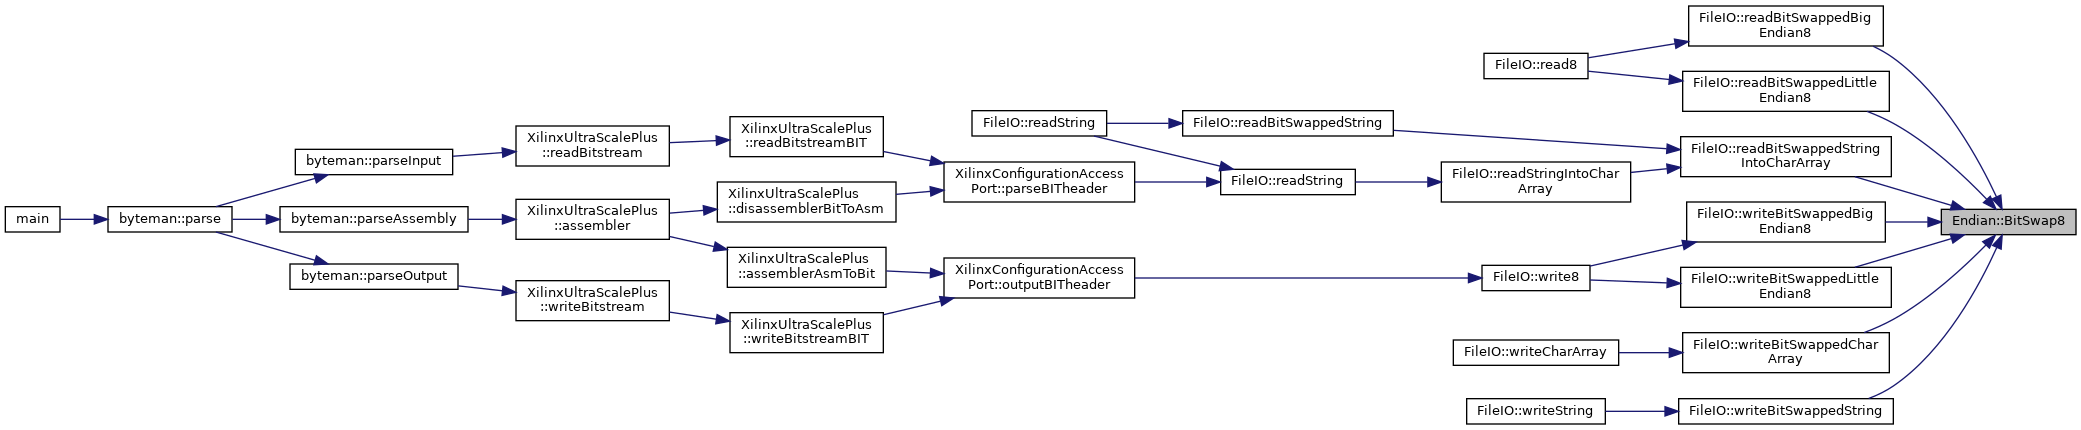 main
byteman::parse
byteman::parseInput
byteman::parseAssembly
byteman::parseOutput
XilinxUltraScalePlus
::readBitstream
XilinxUltraScalePlus
::assembler
XilinxUltraScalePlus
::writeBitstream
XilinxUltraScalePlus
::readBitstreamBIT
XilinxUltraScalePlus
::disassemblerBitToAsm
XilinxUltraScalePlus
::assemblerAsmToBit
XilinxUltraScalePlus
::writeBitstreamBIT
XilinxConfigurationAccess
Port::parseBITheader
XilinxConfigurationAccess
Port::outputBITheader
FileIO::readString
FileIO::readBitSwappedString
FileIO::readString
FileIO::readStringIntoChar
Array
FileIO::read8
FileIO::write8
FileIO::writeCharArray
FileIO::writeString
FileIO::readBitSwappedBig
Endian8
FileIO::readBitSwappedLittle
Endian8
FileIO::readBitSwappedString
IntoCharArray
FileIO::writeBitSwappedBig
Endian8
FileIO::writeBitSwappedLittle
Endian8
FileIO::writeBitSwappedChar
Array
FileIO::writeBitSwappedString
Endian::BitSwap8